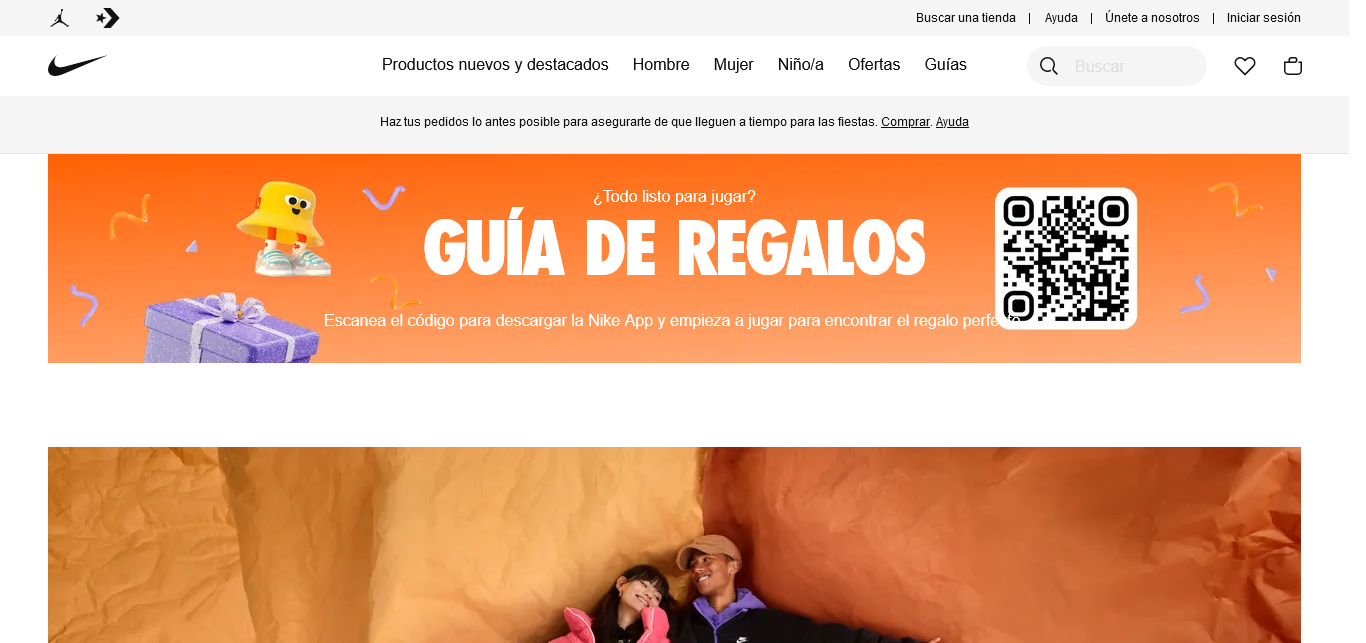 Buscar una tienda | Ayuda | Únete a nosotros | Iniciar sesión
Productos nuevos y destacados Hombre Mujer Niño/a Ofertas Guías Buscar
Haz tus pedidos lo antes posible para asegurarte de que lleguen a tiempo para las fiestas. Comprar. Ayuda
¿Todo listo para jugar?
GUÍA DE REGALOS
Escanea el código para descargar la Nike App y empieza a jugar para encontrar el regalo perfecto